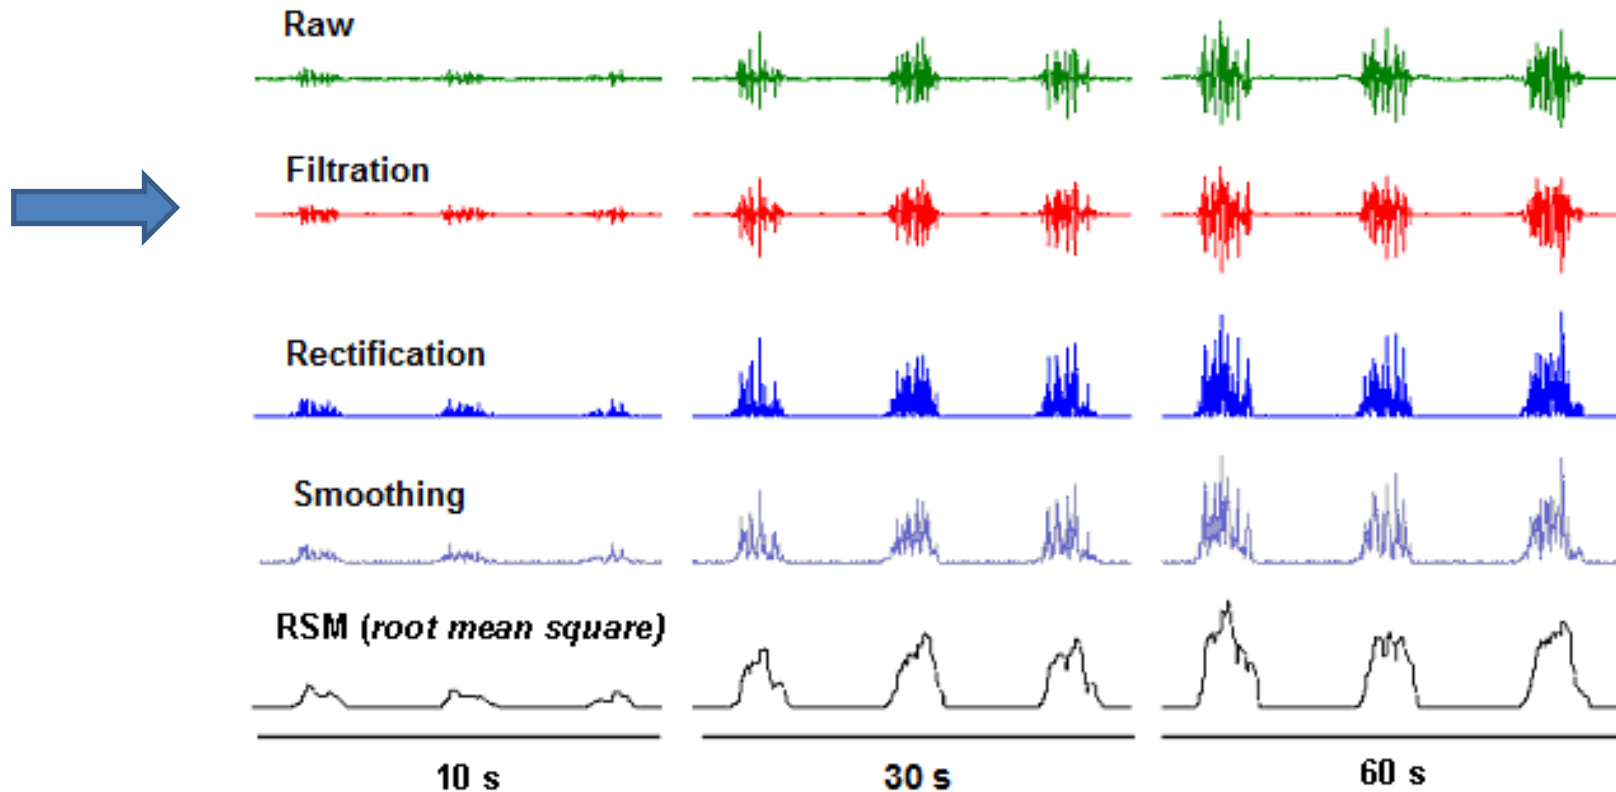 Raw
Filtration
Rectification
Smoothing
RSM (root mean square)
10 s
30 s
60 s